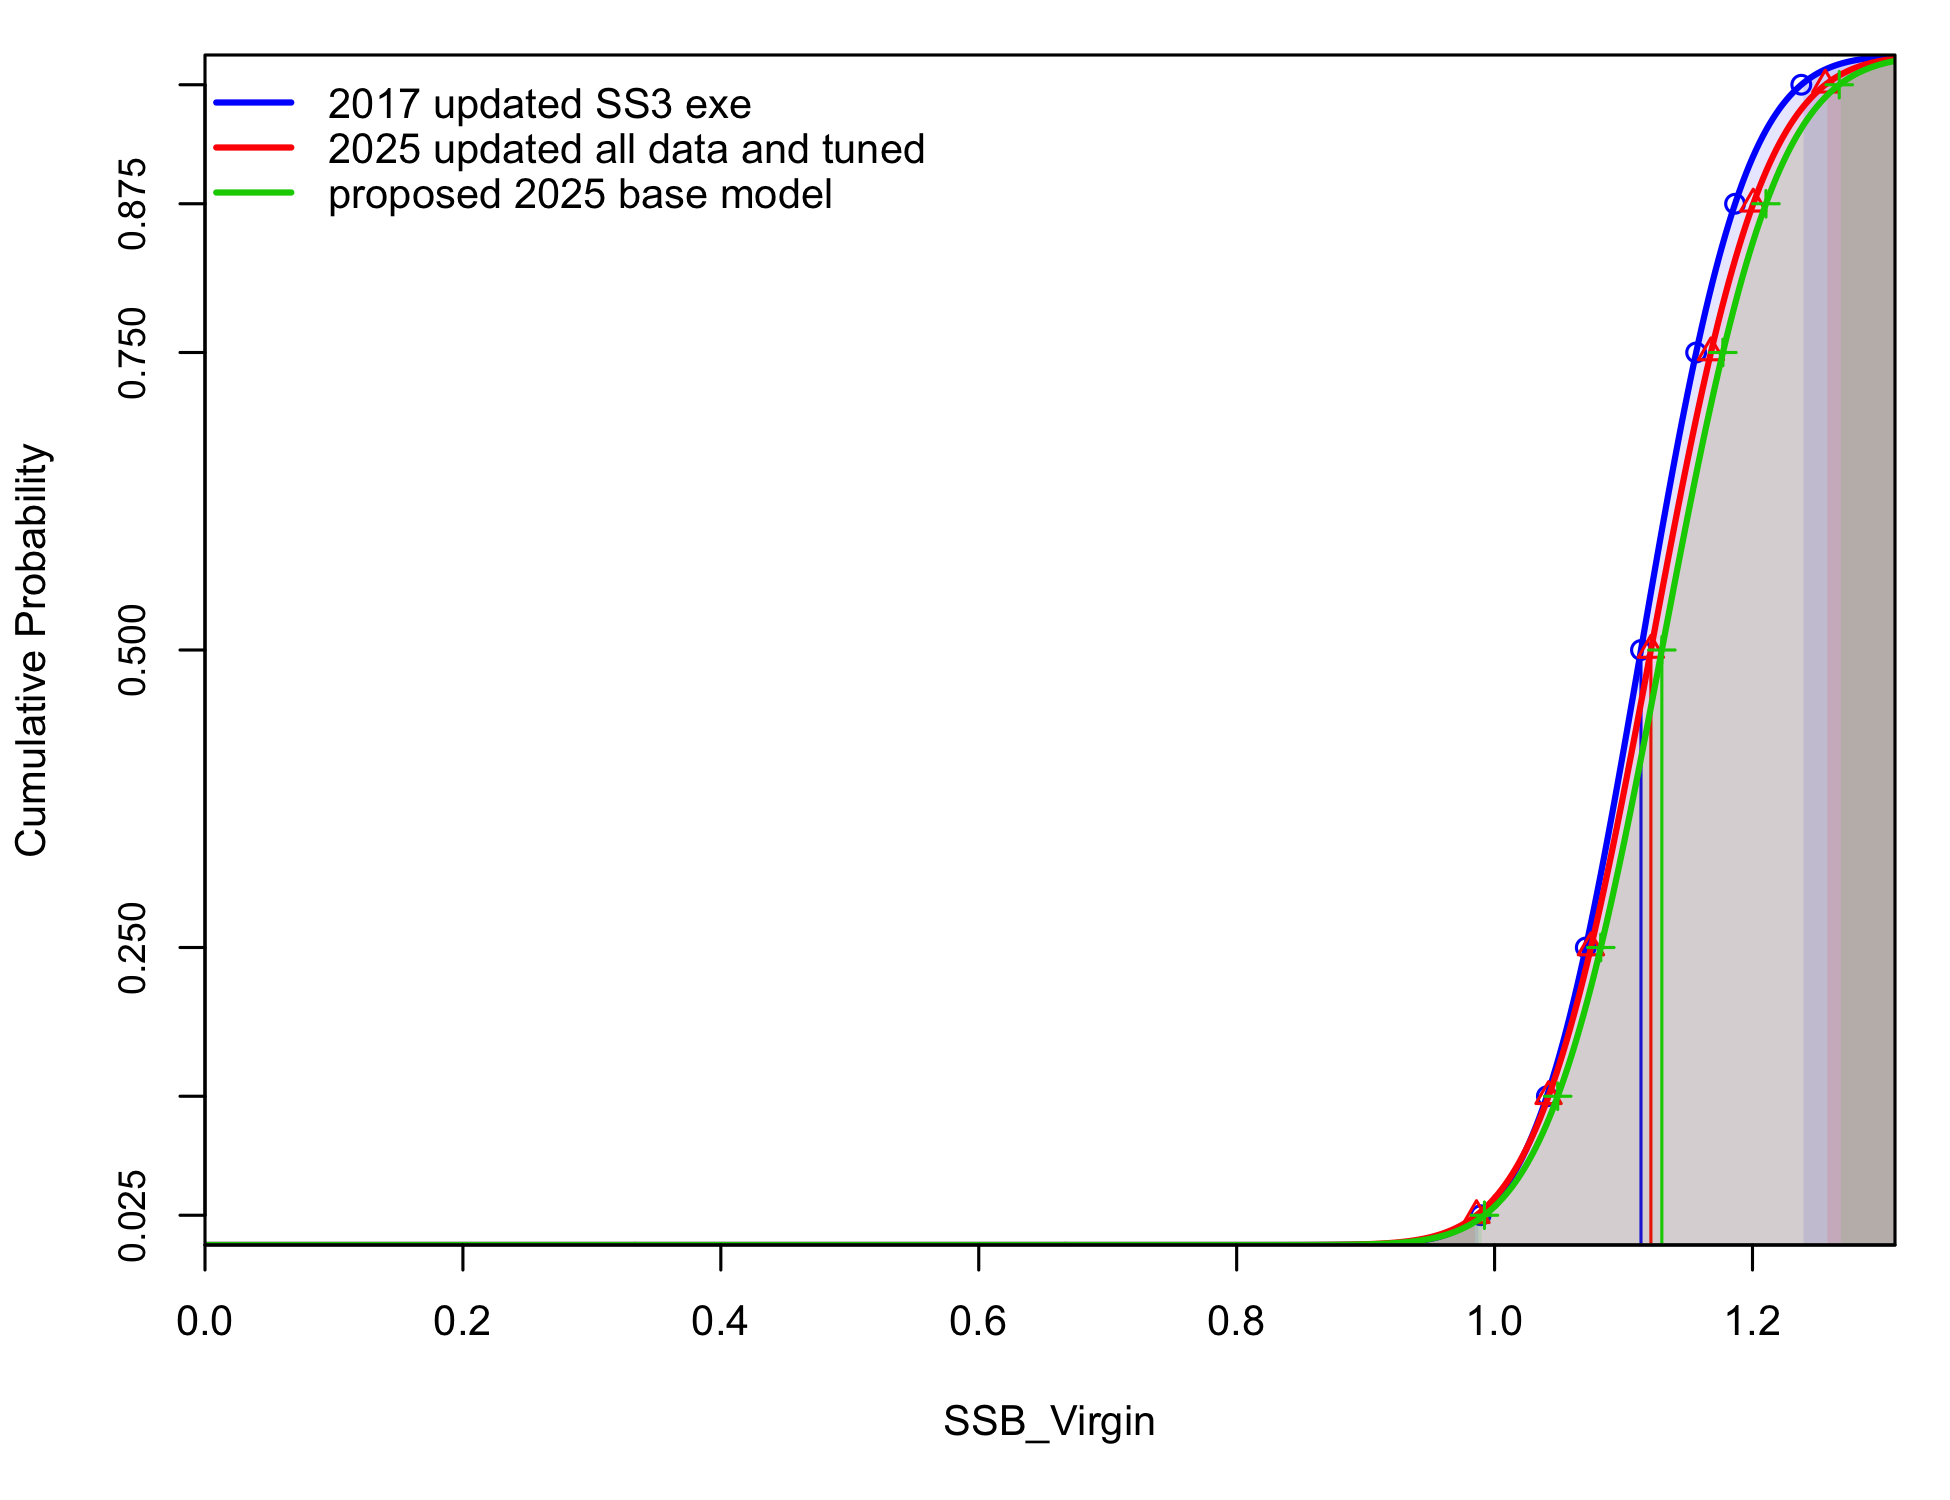 2017 updated SS3 exe
2025 updated all data and tuned
proposed 2025 base model
Cumulative Probability
0.875
0.750
0.500
0.250
0.025
0.0 0.2 0.4 0.6 0.8 1.0 1.2
SSB_Virgin